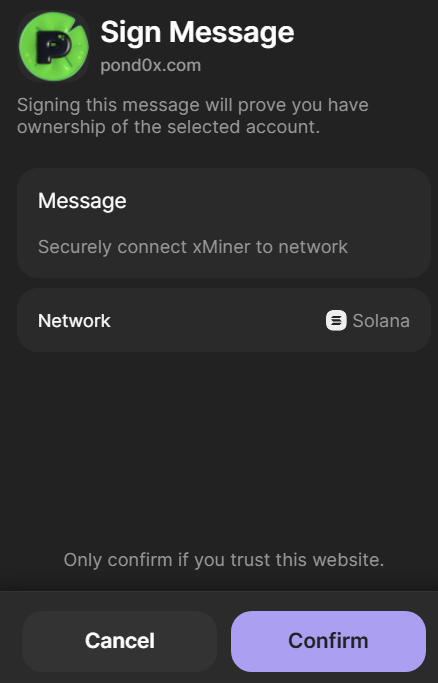 Sign Message
pond0x.com
Signing this message will prove you have
ownership of the selected account.
Message
Securely connect xMiner to network
Network
Solana
Only confirm if you trust this website.
Cancel
Confirm